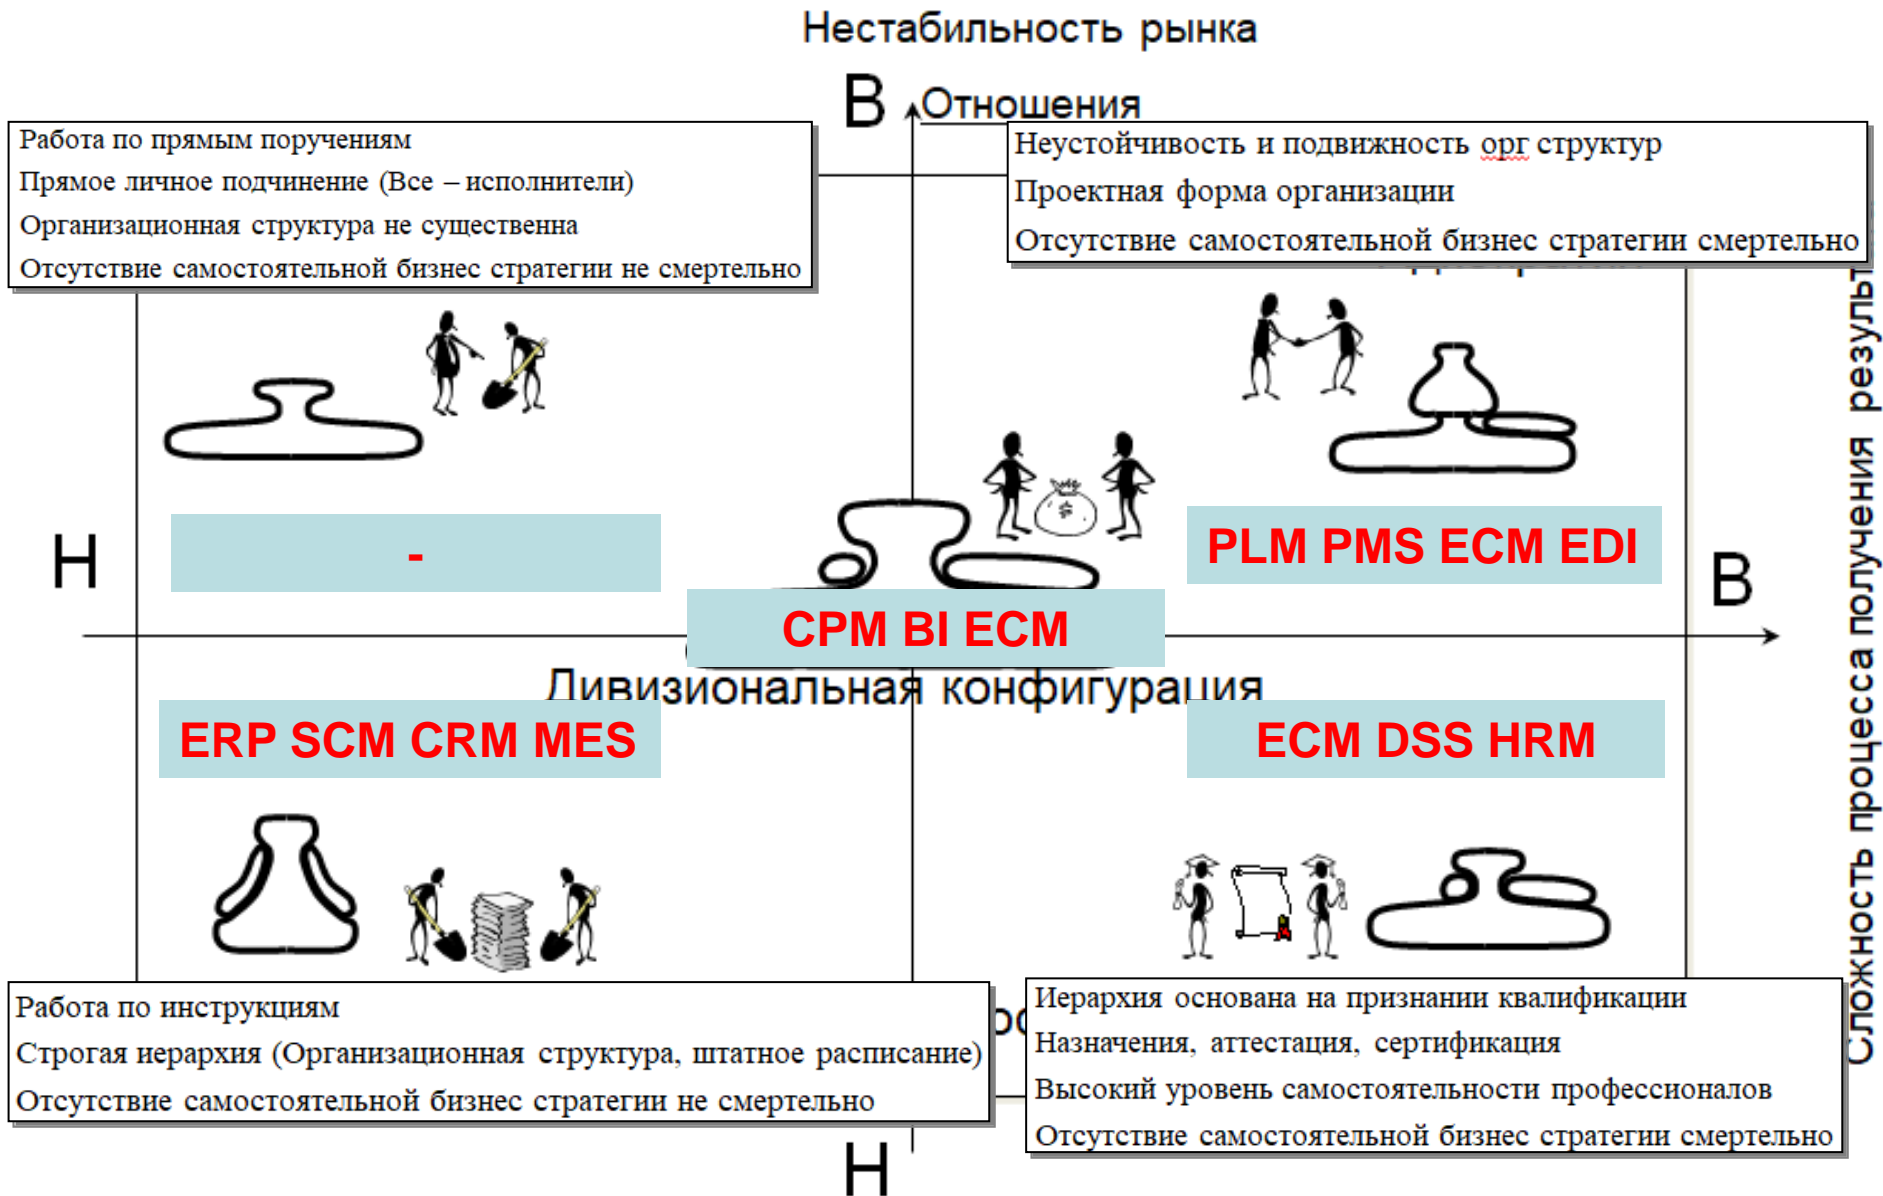 Нестабильность рынка
В
Отношения
Работа по прямым поручениям
Прямое личное подчинение (Все – исполнители)
Организационная структура не существенна
Отсутствие самостоятельной бизнес стратегии не смертельно
Неустойчивость и подвижность орг структур
Проектная форма организации
Отсутствие самостоятельной бизнес стратегии смертельно
Н
-
PLM PMS ECM EDI
В
$
CPM BI ECM
Дивизиональная конфигурация
ERP SCM CRM MES
ECM DSS HRM
Сложность процесса получения
Работа по инструкциям
Строгая иерархия (Организационная структура, штатное расписание)
Отсутствие самостоятельной бизнес стратегии не смертельно
Иерархия основана на признании квалификации
Назначения, аттестация, сертификация
Высокий уровень самостоятельности профессионалов
Отсутствие самостоятельной бизнес стратегии смертельно
Н